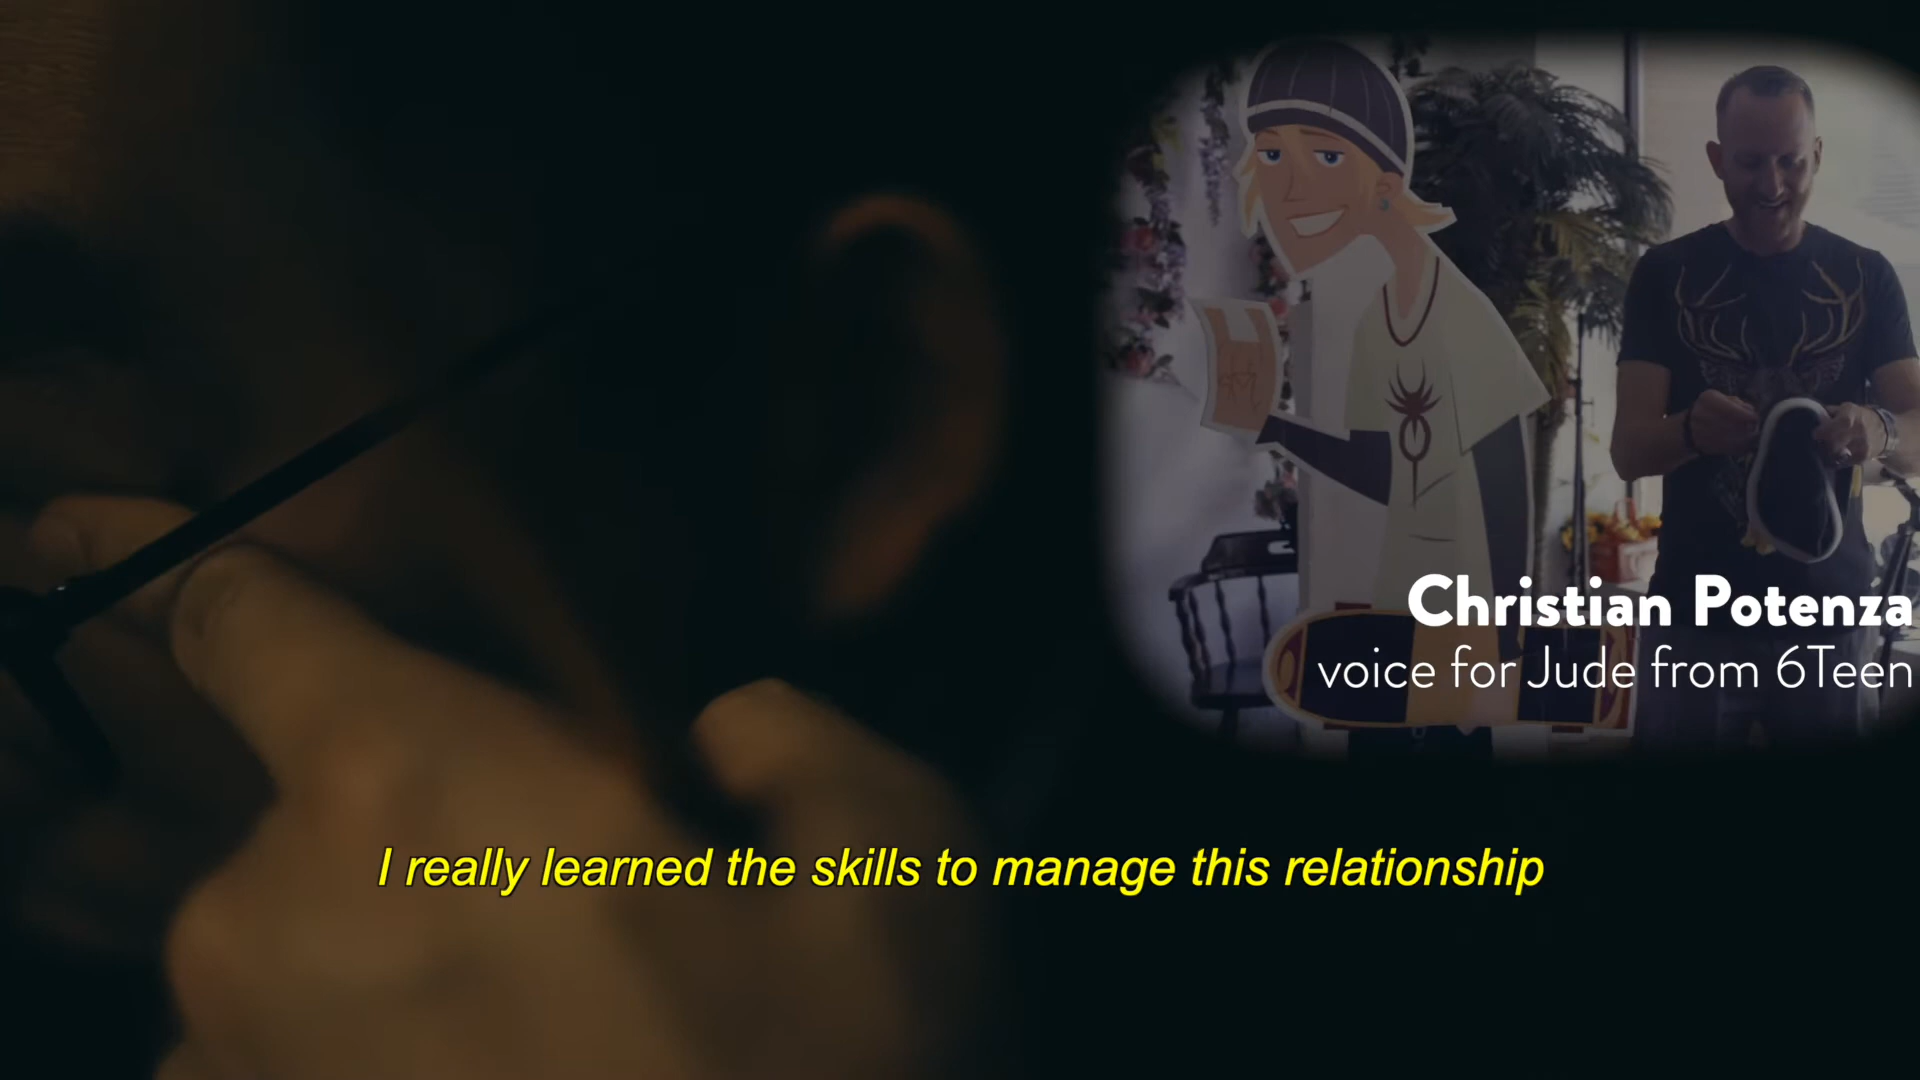 Christian Potenza
voice for Jude from 6Teen
I really learned the skills to manage this relationship